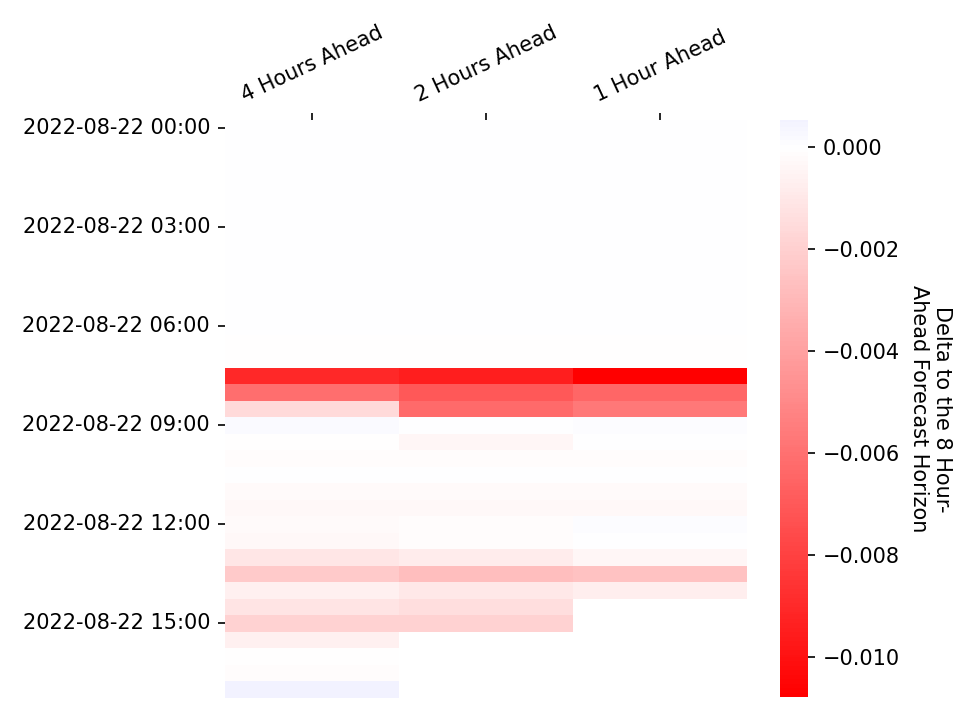 4 Hours Ahead
2 Hours Ahead
1 Hour Ahead
2022-08-22 00:00
2022-08-22 03:00
2022-08-22 06:00
2022-08-22 09:00
2022-08-22 12:00
2022-08-22 15:00
0.000
−0.002
−0.004
−0.006
−0.008
−0.010
Delta to the 8 Hour-
Ahead Forecast Horizon